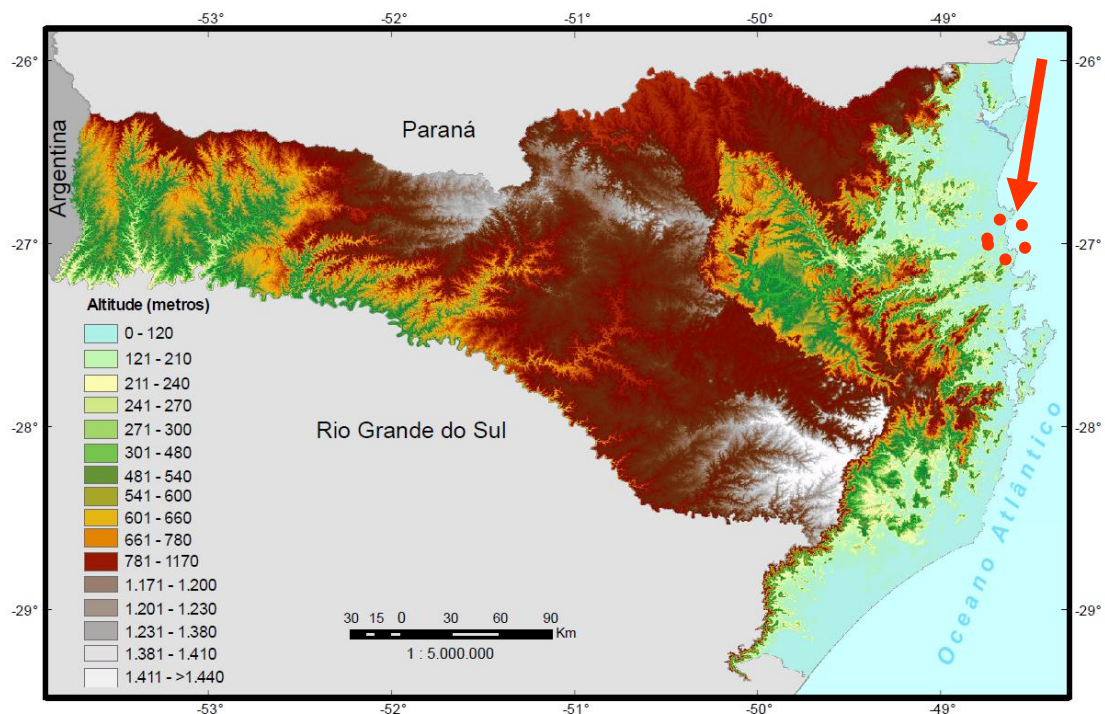 -53
-52
-51
-50
-49
-26
-26
Argentina
Paraná
-27
-27
Altitude (metros)
0 - 120
121 - 210
211 - 240
241 - 270
271 - 300
301 - 480
481 - 540
541 - 600
601 - 660
661 - 780
781 - 1170
1.171 - 1.200
1.201 - 1.230
1.231 - 1.380
1.381 - 1.410
1.411 - >1.440
Rio Grande do Sul
-28
-28
Oceano Atlântico
-29
-29
30 15 0 30 60 90
Km
1 : 5.000.000
-53
-52
-51
-50
-49